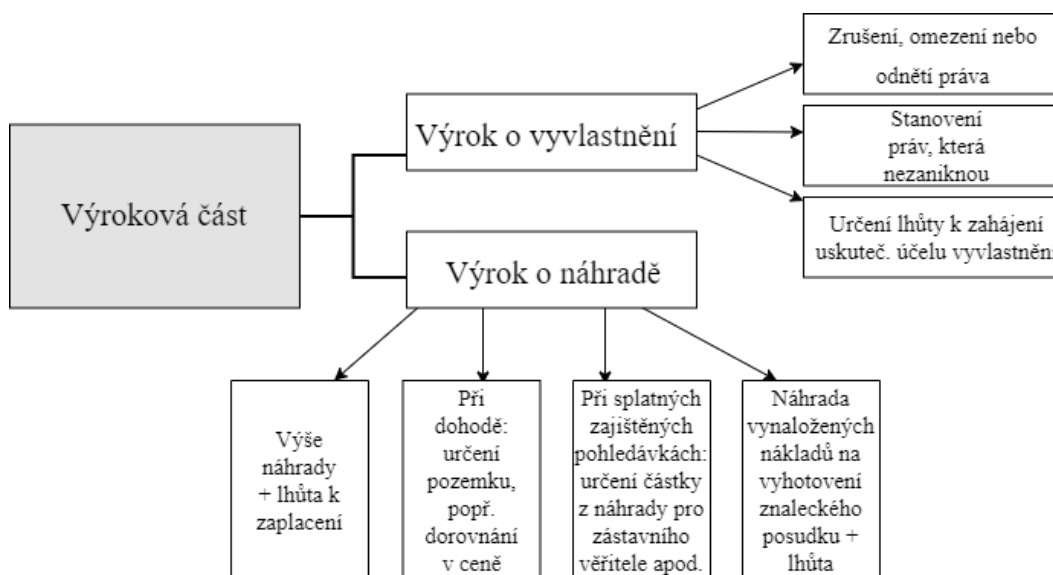 Výroková část
Výrok o vyvlastnění
Zrušení, omezení nebo
odnětí práva
Stanovení
práv, která
nezaniknou
Určení lhůty k zahájení
uskuteč. účelu vyvlastnění
Výrok o náhradě
Výše
náhrady
+ lhůta k
zaplacení
Při
dohodě:
určení
pozemku,
popř.
dorovnání
v ceně
Při splatných
zajištěných
pohledávkách:
určení částky
z náhrady pro
zástavního
věřitele apod.
Náhrada
vynaložených
nákladů na
vyhotovení
znaleckého
posudku +
lhůta